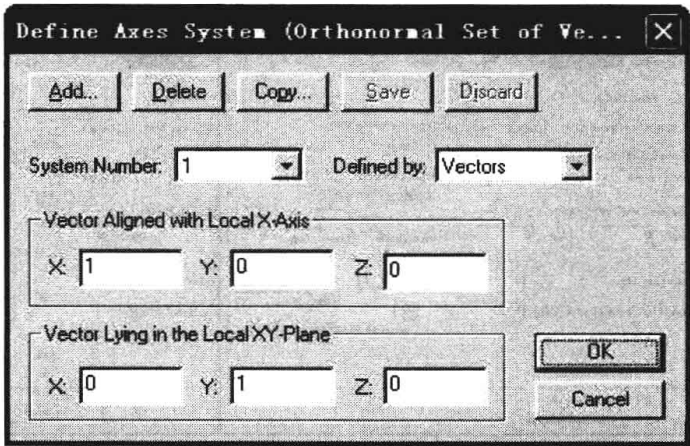 Define Axes System (Orthonormal Set of Ve...
Add... Delete Copy... Save Discard
System Number: 1 Defined by: Vectors
Vector Aligned with Local X-Axis
X: 1 Y: 0 Z: 0
Vector Lying in the Local XY-Plane
X: 0 Y: 1 Z: 0
OK
Cancel